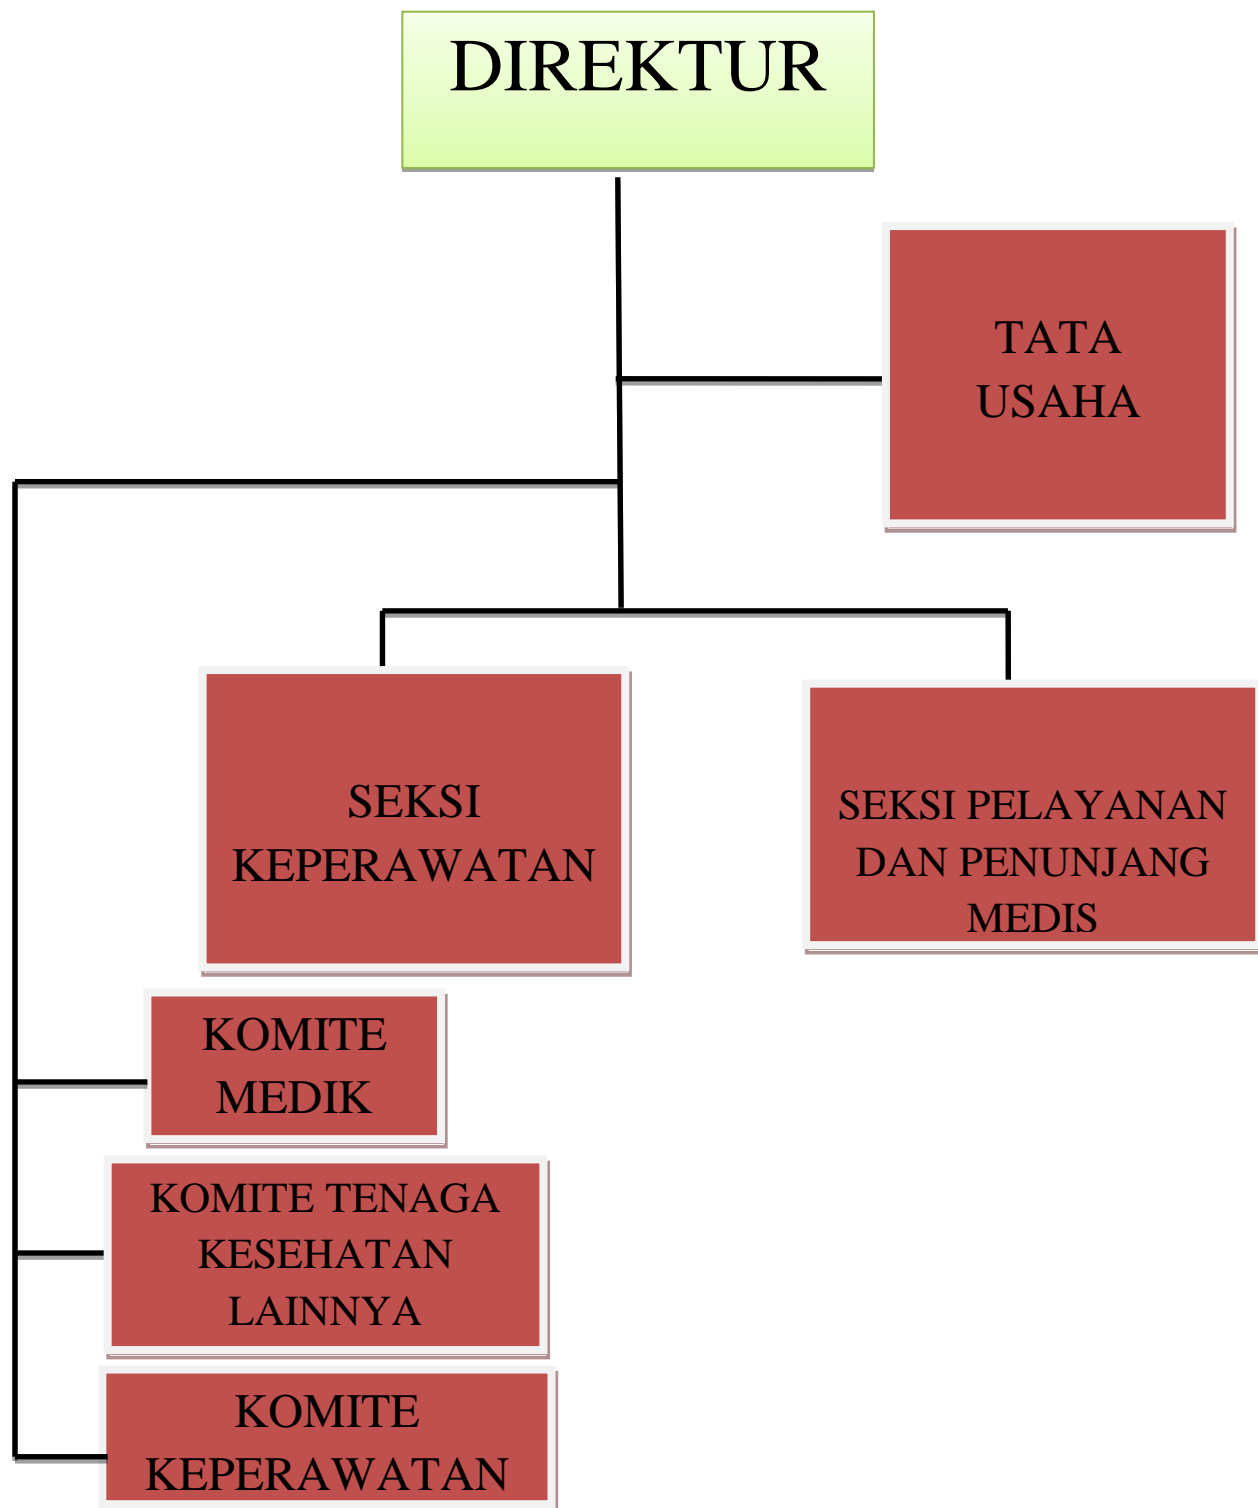 DIREKTUR
TATA
USAHA
SEKSI
KEPERAWATAN
SEKSI PELAYANAN
DAN PENUNJANG
MEDIS
KOMITE
MEDIK
KOMITE TENAGA
KESEHATAN
LAINNYA
KOMITE
KEPERAWATAN